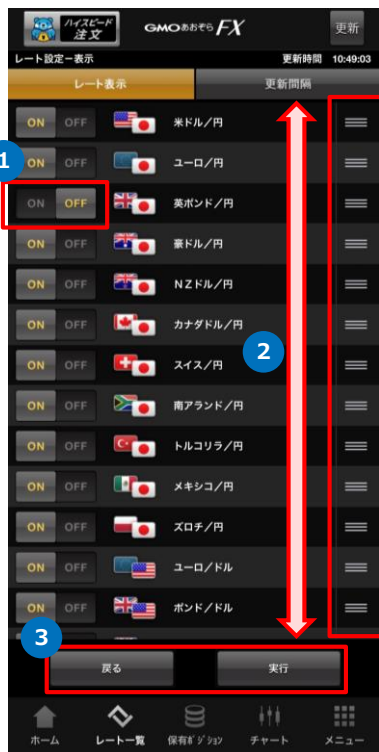 ハイスピード
注文
GMOあおぞらFX
更新
レート設定ー表示
更新時間 10:49:03
レート表示 更新間隔
ON OFF 米ドル/円
1
ON OFF ユーロ/円
ON OFF 英ポンド/円
ON OFF 豪ドル/円
ON OFF NZドル/円
ON OFF カナダドル/円
2
ON OFF スイス/円
ON OFF 南アランド/円
ON OFF トルコリラ/円
ON OFF メキシコ/円
ON OFF ズロチ/円
ON OFF ユーロ/ドル
ON OFF ポンド/ドル
3
戻る 実行
ホーム レート一覧 保有ポジション チャート メニュー